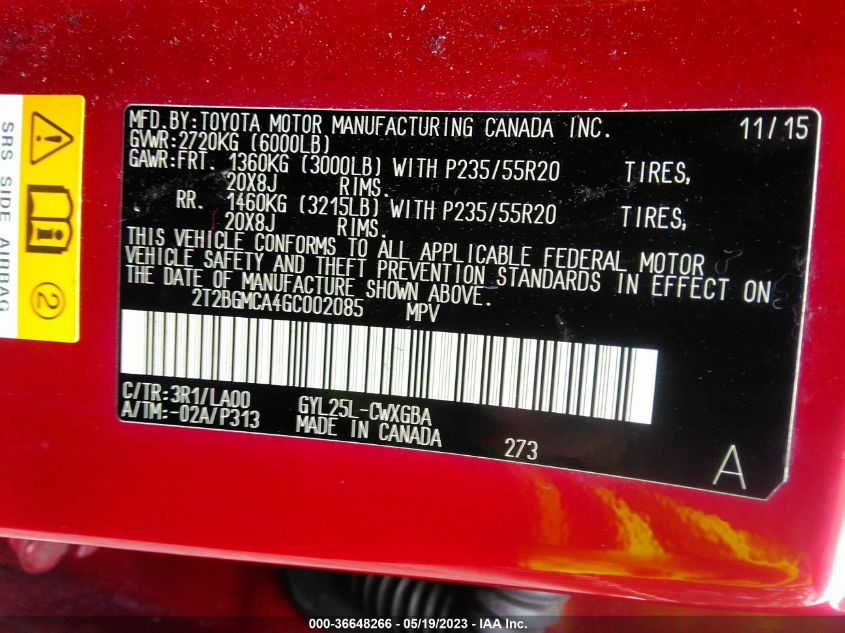 MFD.BY:TOYOTA MOTOR MANUFACTURING CANADA INC. 11/15
GVWR:2720KG (6000LB)
GAWR:FRT. 1360KG (3000LB) WITH P235/55R20 TIRES,
20X8J RIMS.
RR. 1460KG (3215LB) WITH P235/55R20 TIRES,
20X8J RIMS.
THIS VEHICLE CONFORMS TO ALL APPLICABLE FEDERAL MOTOR
VEHICLE SAFETY AND THEFT PREVENTION STANDARDS IN EFFECT ON
THE DATE OF MANUFACTURE SHOWN ABOVE.
2T2BGMCA4GC002085 MPV
C/TR:3R1/LA00 GYL25L-CWXGBA
A/TM:-02A/P313 MADE IN CANADA
273
A
SRS SIDE AIRBAG
2
000-36648266 - 05/19/2023 - IAA Inc.